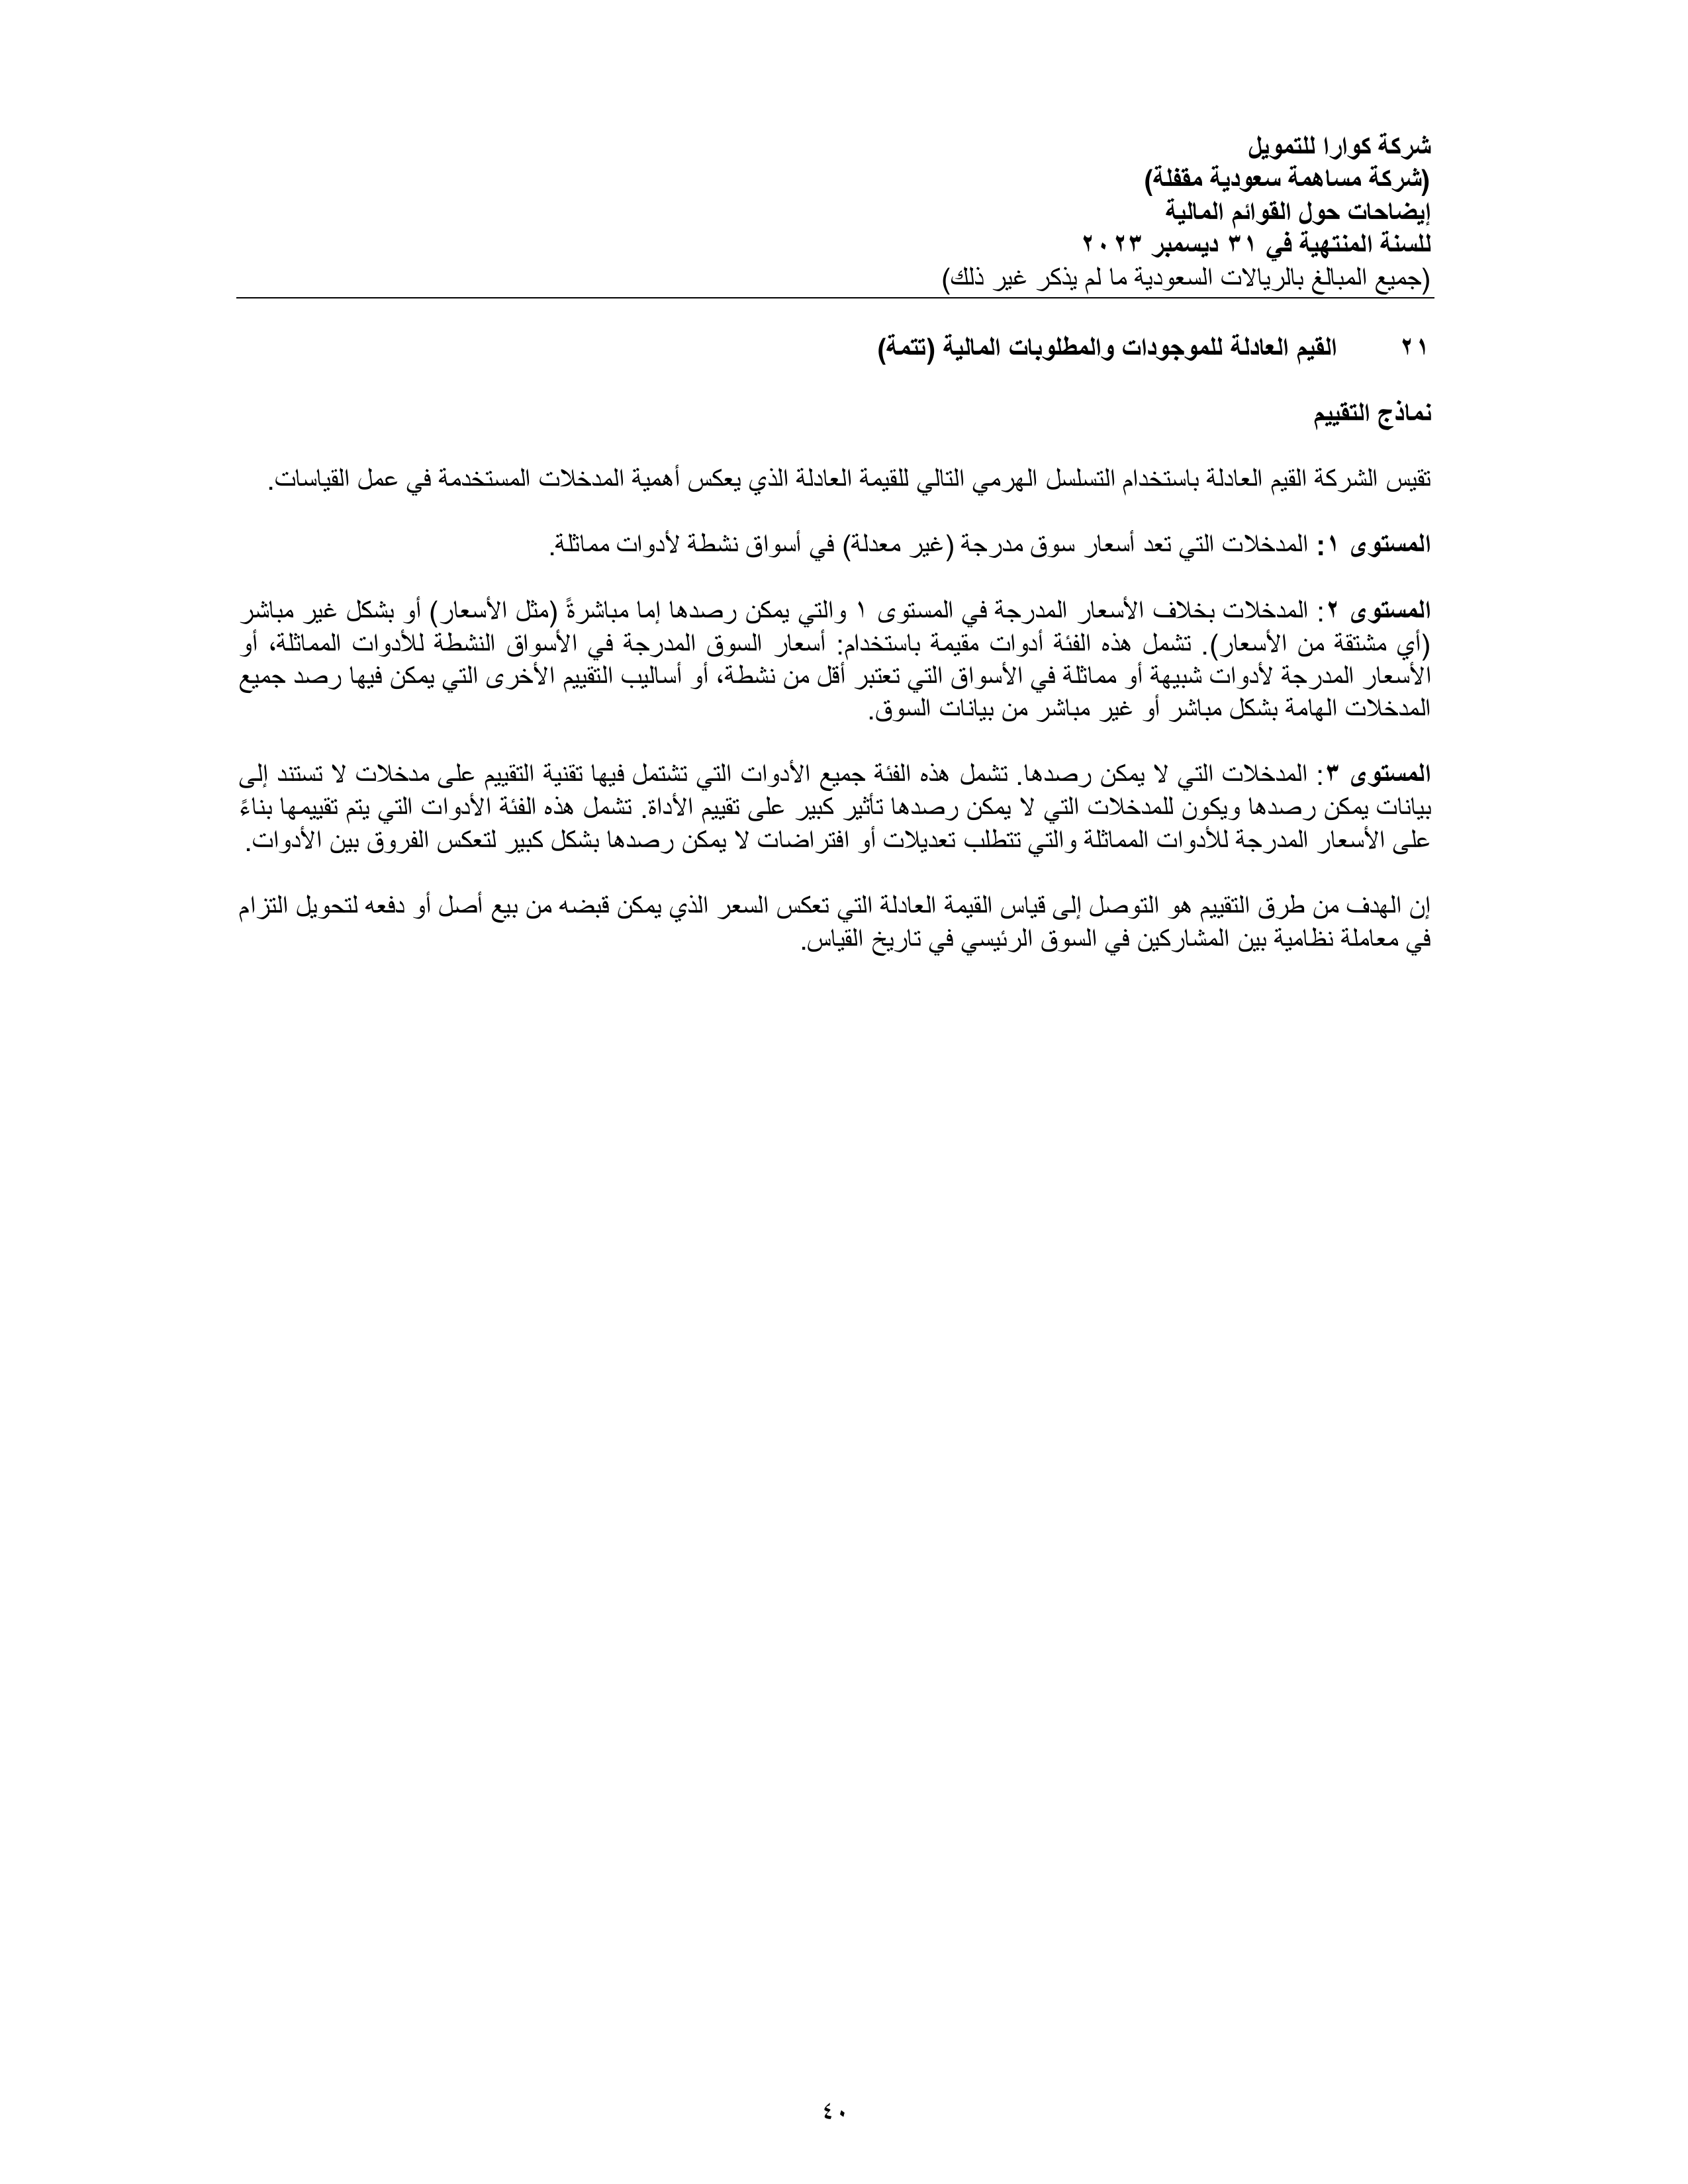 شركة كوارا للتمويل
(شركة مساهمة سعودية مقفلة)
إيضاحات حول القوائم المالية
للسنة المنتهية في ٣١ ديسمبر ٢٠٢٣
(جميع المبالغ بالريالات السعودية ما لم يذكر غير ذلك)
٢١ القيم العادلة للموجودات والمطلوبات المالية (تتمة)
نماذج التقييم
تقيس الشركة القيم العادلة باستخدام التسلسل الهرمي التالي للقيمة العادلة الذي يعكس أهمية المدخلات المستخدمة في عمل القياسات.
المستوى ١: المدخلات التي تعد أسعار سوق مدرجة (غير معدلة) في أسواق نشطة لأدوات مماثلة.
المستوى ٢: المدخلات بخلاف الأسعار المدرجة في المستوى ١ والتي يمكن رصدها إما مباشرةً (مثل الأسعار) أو بشكل غير مباشر
(أي مشتقة من الأسعار). تشمل هذه الفئة أدوات مقيمة باستخدام: أسعار السوق المدرجة في الأسواق النشطة للأدوات المماثلة، أو
الأسعار المدرجة لأدوات شبيهة أو مماثلة في الأسواق التي تعتبر أقل من نشطة، أو أساليب التقييم الأخرى التي يمكن فيها رصد جميع
المدخلات الهامة بشكل مباشر أو غير مباشر من بيانات السوق.
المستوى ٣: المدخلات التي لا يمكن رصدها. تشمل هذه الفئة جميع الأدوات التي تشتمل فيها تقنية التقييم على مدخلات لا تستند إلى
بيانات يمكن رصدها ويكون للمدخلات التي لا يمكن رصدها تأثير كبير على تقييم الأداة. تشمل هذه الفئة الأدوات التي يتم تقييمها بناءً
على الأسعار المدرجة للأدوات المماثلة والتي تتطلب تعديلات أو افتراضات لا يمكن رصدها بشكل كبير لتعكس الفروق بين الأدوات.
إن الهدف من طرق التقييم هو التوصل إلى قياس القيمة العادلة التي تعكس السعر الذي يمكن قبضه من بيع أصل أو دفعه لتحويل التزام
في معاملة نظامية بين المشاركين في السوق الرئيسي في تاريخ القياس.
٤٠